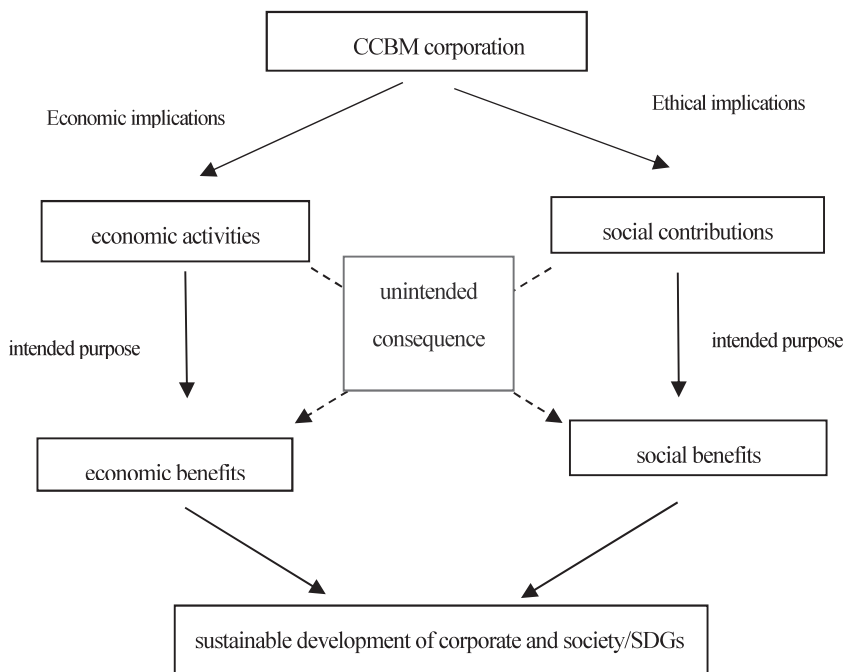 CCBM corporation
Economic implications
Ethical implications
economic activities
social contributions
unintended
consequence
intended purpose
intended purpose
economic benefits
social benefits
sustainable development of corporate and society/SDGs